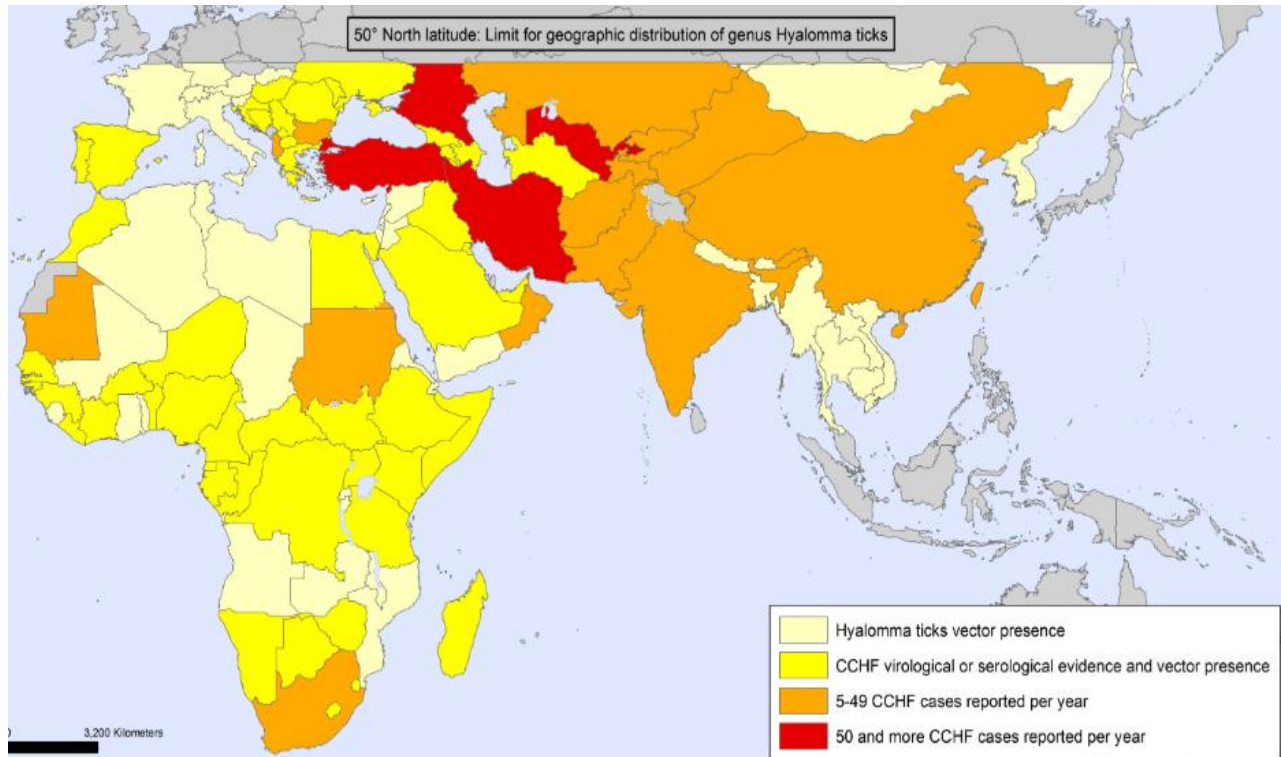 50° North latitude: Limit for geographic distribution of genus Hyalomma ticks
Hyalomma ticks vector presence
CCHF virological or serological evidence and vector presence
5-49 CCHF cases reported per year
50 and more CCHF cases reported per year
0 3,200 Kilometers